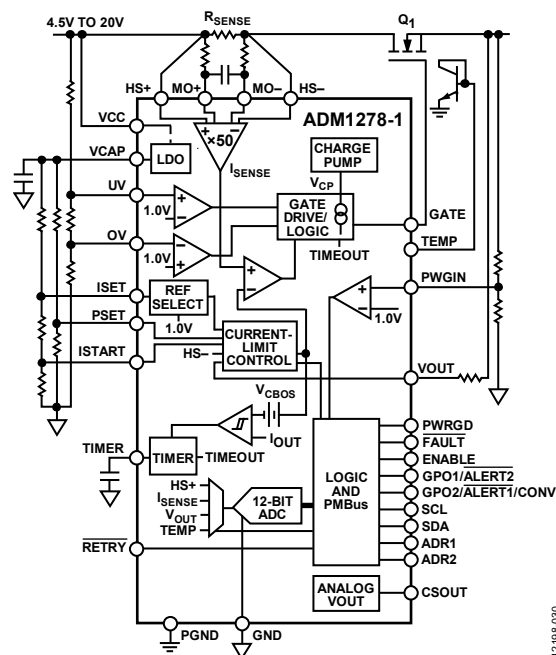 4.5V TO 20V
RSENSE
Q1
HS+
MO+
MO–
HS–
ADM1278-1
VCC
VCAP
LDO
+ –
×50
ISENSE
CHARGE PUMP
VCP
UV
1.0V
+
–
GATE DRIVE/ LOGIC
TIMEOUT
GATE
TEMP
OV
1.0V
–
+
+
–
ISET
REF SELECT
1.0V
PWGIN
+
–
1.0V
PSET
ISTART
HS–
CURRENT-LIMIT CONTROL
VOUT
VCBOS
IOUT
TIMER
TIMER
TIMEOUT
HS+
ISENSE
VOUT
TEMP
12-BIT ADC
LOGIC AND PMBus
PWRGD
FAULT
ENABLE
GPO1/ALERT2
GPO2/ALERT1/CONV
SCL
SDA
ADR1
ADR2
RETRY
ANALOG VOUT
CSOUT
PGND
GND
12198-020